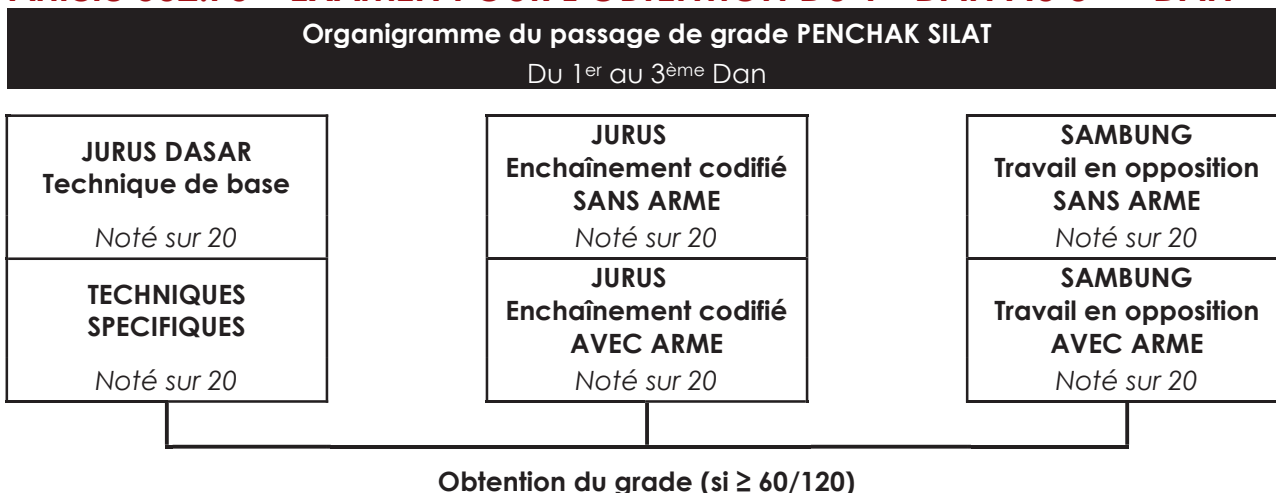 Organigramme du passage de grade PENCHAK SILAT
Du 1er au 3ème Dan
JURUS DASAR
Technique de base
Noté sur 20
TECHNIQUES
SPECIFIQUES
Noté sur 20
JURUS
Enchaînement codifié
SANS ARME
Noté sur 20
JURUS
Enchaînement codifié
AVEC ARME
Noté sur 20
SAMBUNG
Travail en opposition
SANS ARME
Noté sur 20
SAMBUNG
Travail en opposition
AVEC ARME
Noté sur 20
Obtention du grade (si ≥ 60/120)